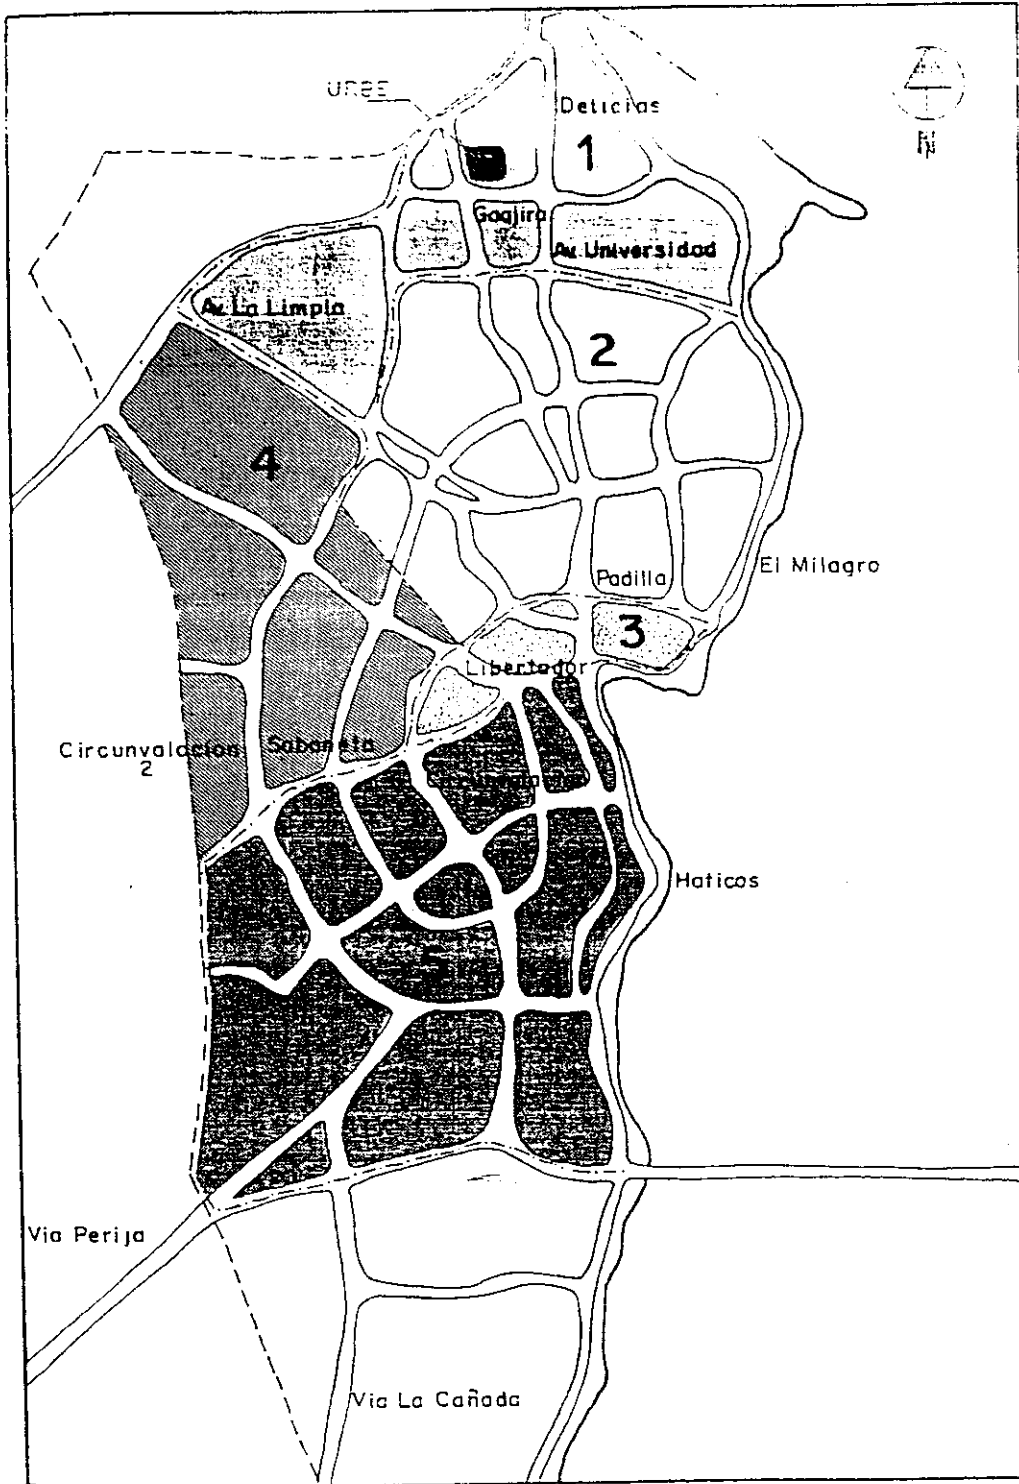 URBE
Delicias
1
N
Goajira
Av. Universidad
Av. La Limpia
2
4
El Milagro
Padilla
3
Libertador
Circunvalacion
2
Sabaneta
Haticos
5
Via Perija
Via La Cañada